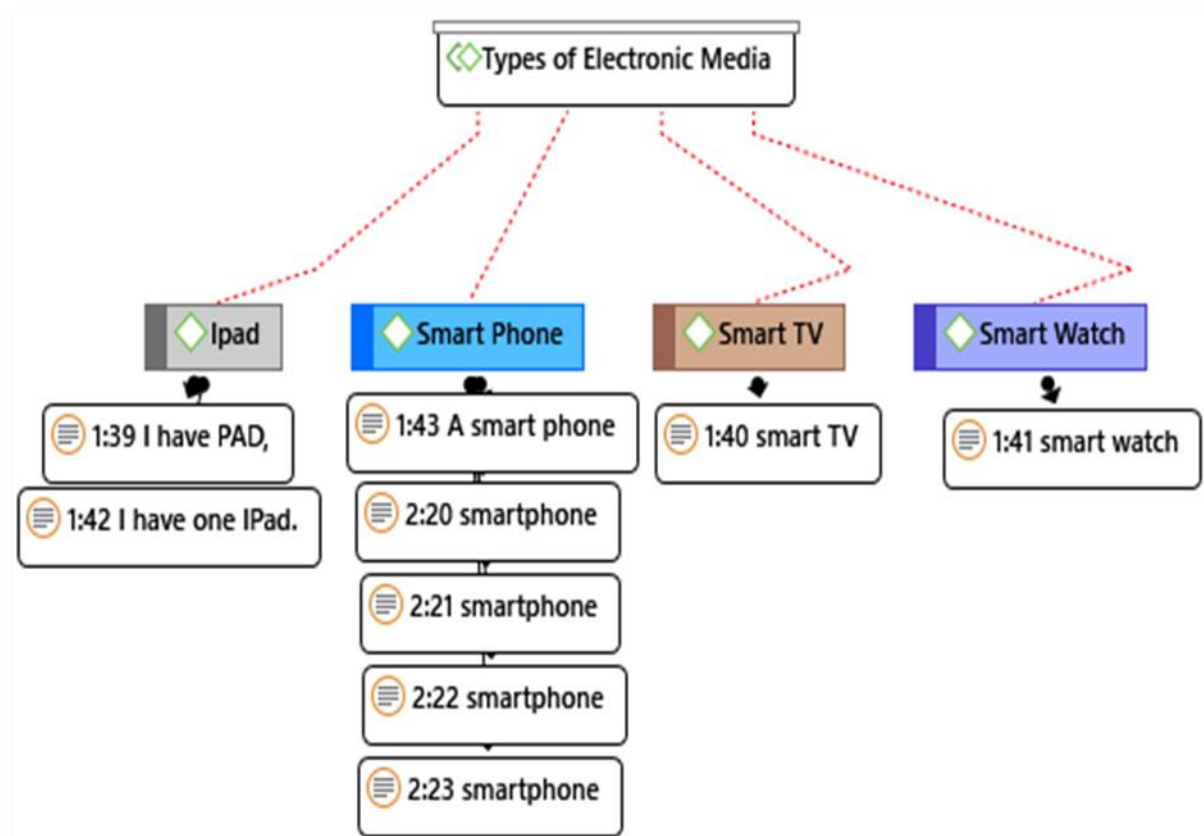 Types of Electronic Media
Ipad
Smart Phone
Smart TV
Smart Watch
1:39 I have PAD,
1:42 I have one IPad.
1:43 A smart phone
2:20 smartphone
2:21 smartphone
2:22 smartphone
2:23 smartphone
1:40 smart TV
1:41 smart watch